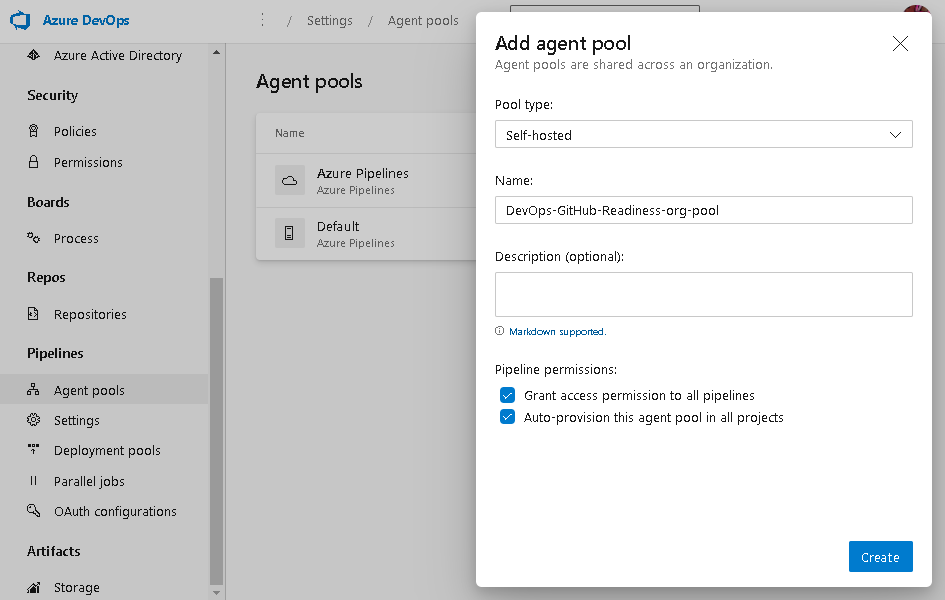 Azure DevOps
/ Settings / Agent pools
Azure Active Directory
Security
Policies
Permissions
Boards
Process
Repos
Repositories
Pipelines
Agent pools
Settings
Deployment pools
Parallel jobs
OAuth configurations
Artifacts
Storage
Agent pools
Name
Azure Pipelines
Azure Pipelines
Default
Azure Pipelines
Add agent pool
Agent pools are shared across an organization.
Pool type:
Self-hosted
Name:
DevOps-GitHub-Readiness-org-pool
Description (optional):
Markdown supported.
Pipeline permissions:
Grant access permission to all pipelines
Auto-provision this agent pool in all projects
Create